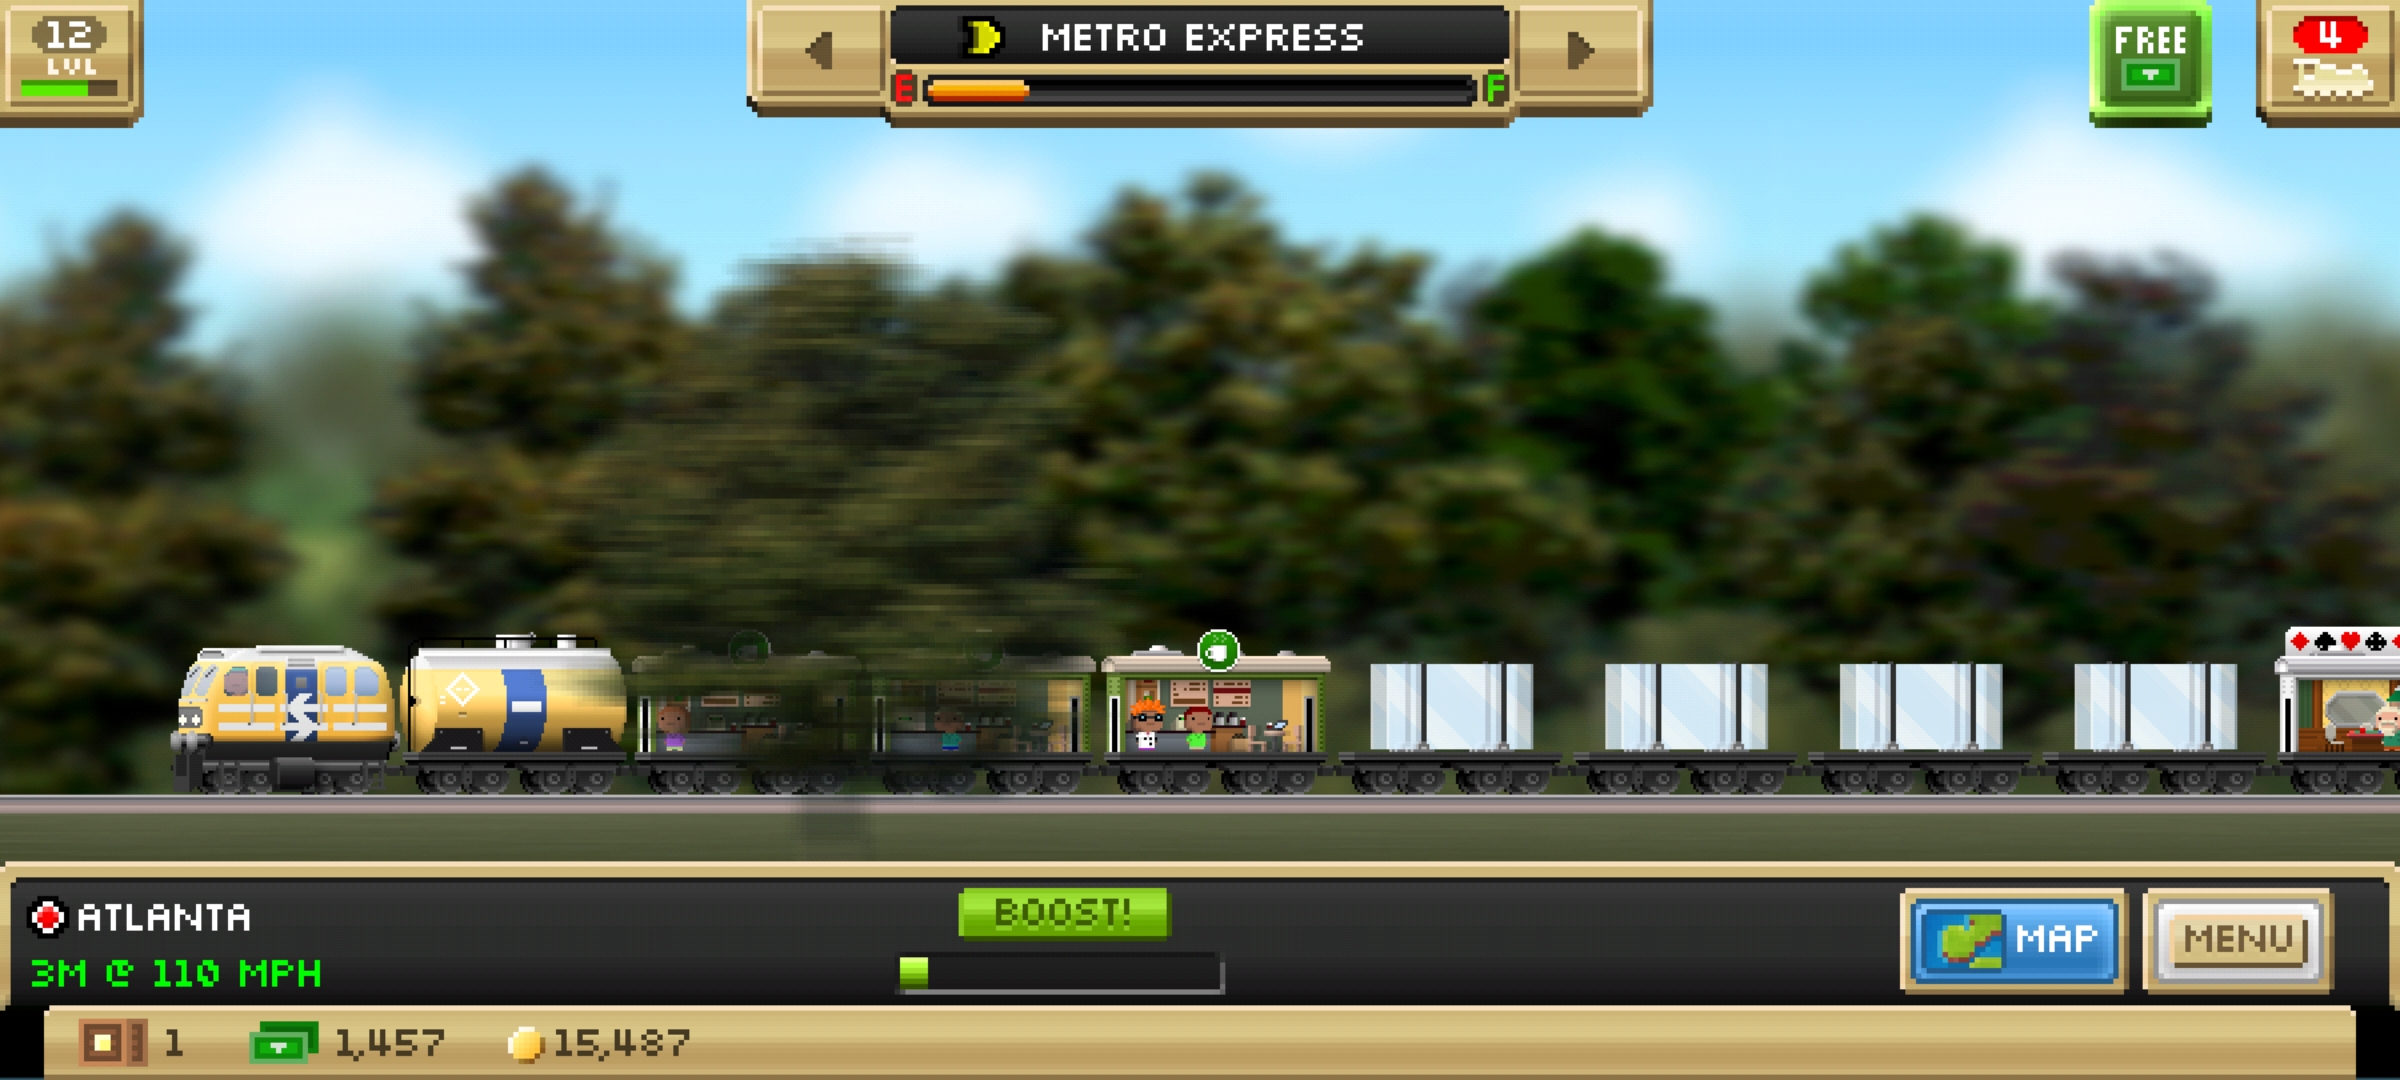 12
LVL
METRO EXPRESS
E F
FREE
4
ATLANTA
3M @ 110 MPH
BOOST!
MAP
MENU
1 1,457 15,487